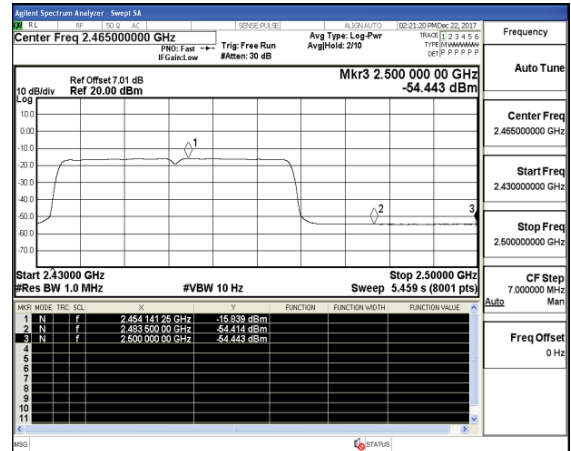 Agilent Spectrum Analyzer - Swept SA
RL RF 50 Ω AC SENSE:PULSE ALIGN AUTO 02:21:20 PM Dec 22, 2017
Center Freq 2.465000000 GHz
PNO: Fast
IFGain:Low
Trig: Free Run
#Atten: 30 dB
Avg Type: Log-Pwr
Avg|Hold: 2/10
TRACE 1 2 3 4 5 6
TYPE M
DET P P P P P P
Frequency
Ref Offset 7.01 dB
10 dB/div Ref 20.00 dBm
Log
Mkr3 2.500 000 00 GHz
-54.443 dBm
10.0
0.00
-10.0
-20.0
-30.0
-40.0
-50.0
-60.0
-70.0
1
2
3
Start 2.43000 GHz Stop 2.50000 GHz
#Res BW 1.0 MHz #VBW 10 Hz Sweep 5.459 s (8001 pts)
MKR MODE TRC SCL X Y FUNCTION FUNCTION WIDTH FUNCTION VALUE
1 N f 2.454 141 25 GHz -15.839 dBm
2 N f 2.483 500 00 GHz -54.414 dBm
3 N f 2.500 000 00 GHz -54.443 dBm
4
5
6
7
8
9
10
11
MSG STATUS
Auto Tune
Center Freq
2.465000000 GHz
Start Freq
2.430000000 GHz
Stop Freq
2.500000000 GHz
CF Step
7.000000 MHz
Auto Man
Freq Offset
0 Hz